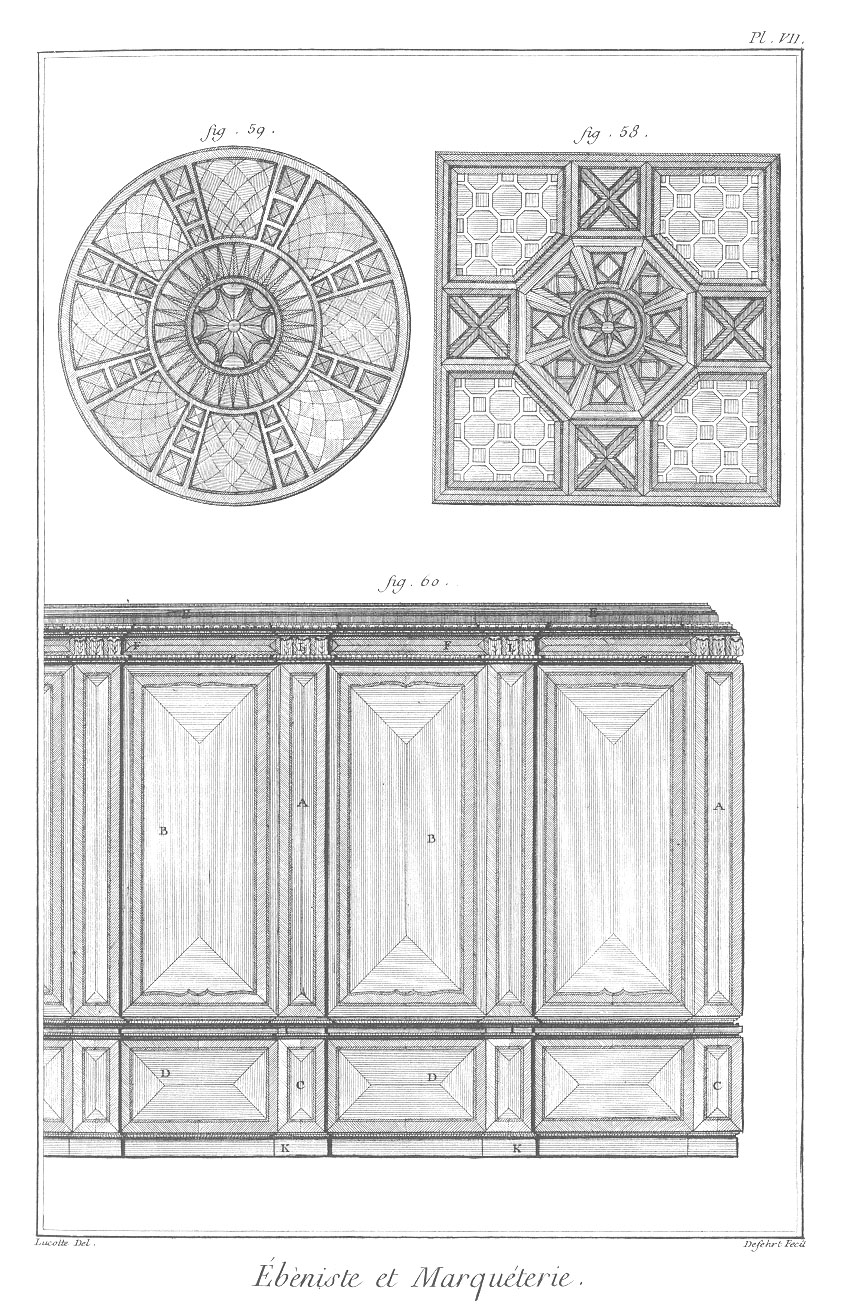 Pl. VII.
fig. 59.
fig. 58.
fig. 60.
E
E
F
L
F
L
G
G
A
A
B
B
I
I
D
D
C
C
K
K
Lucotte Del.
Defehrt Fecit
Ébèniste et Marquéterie.